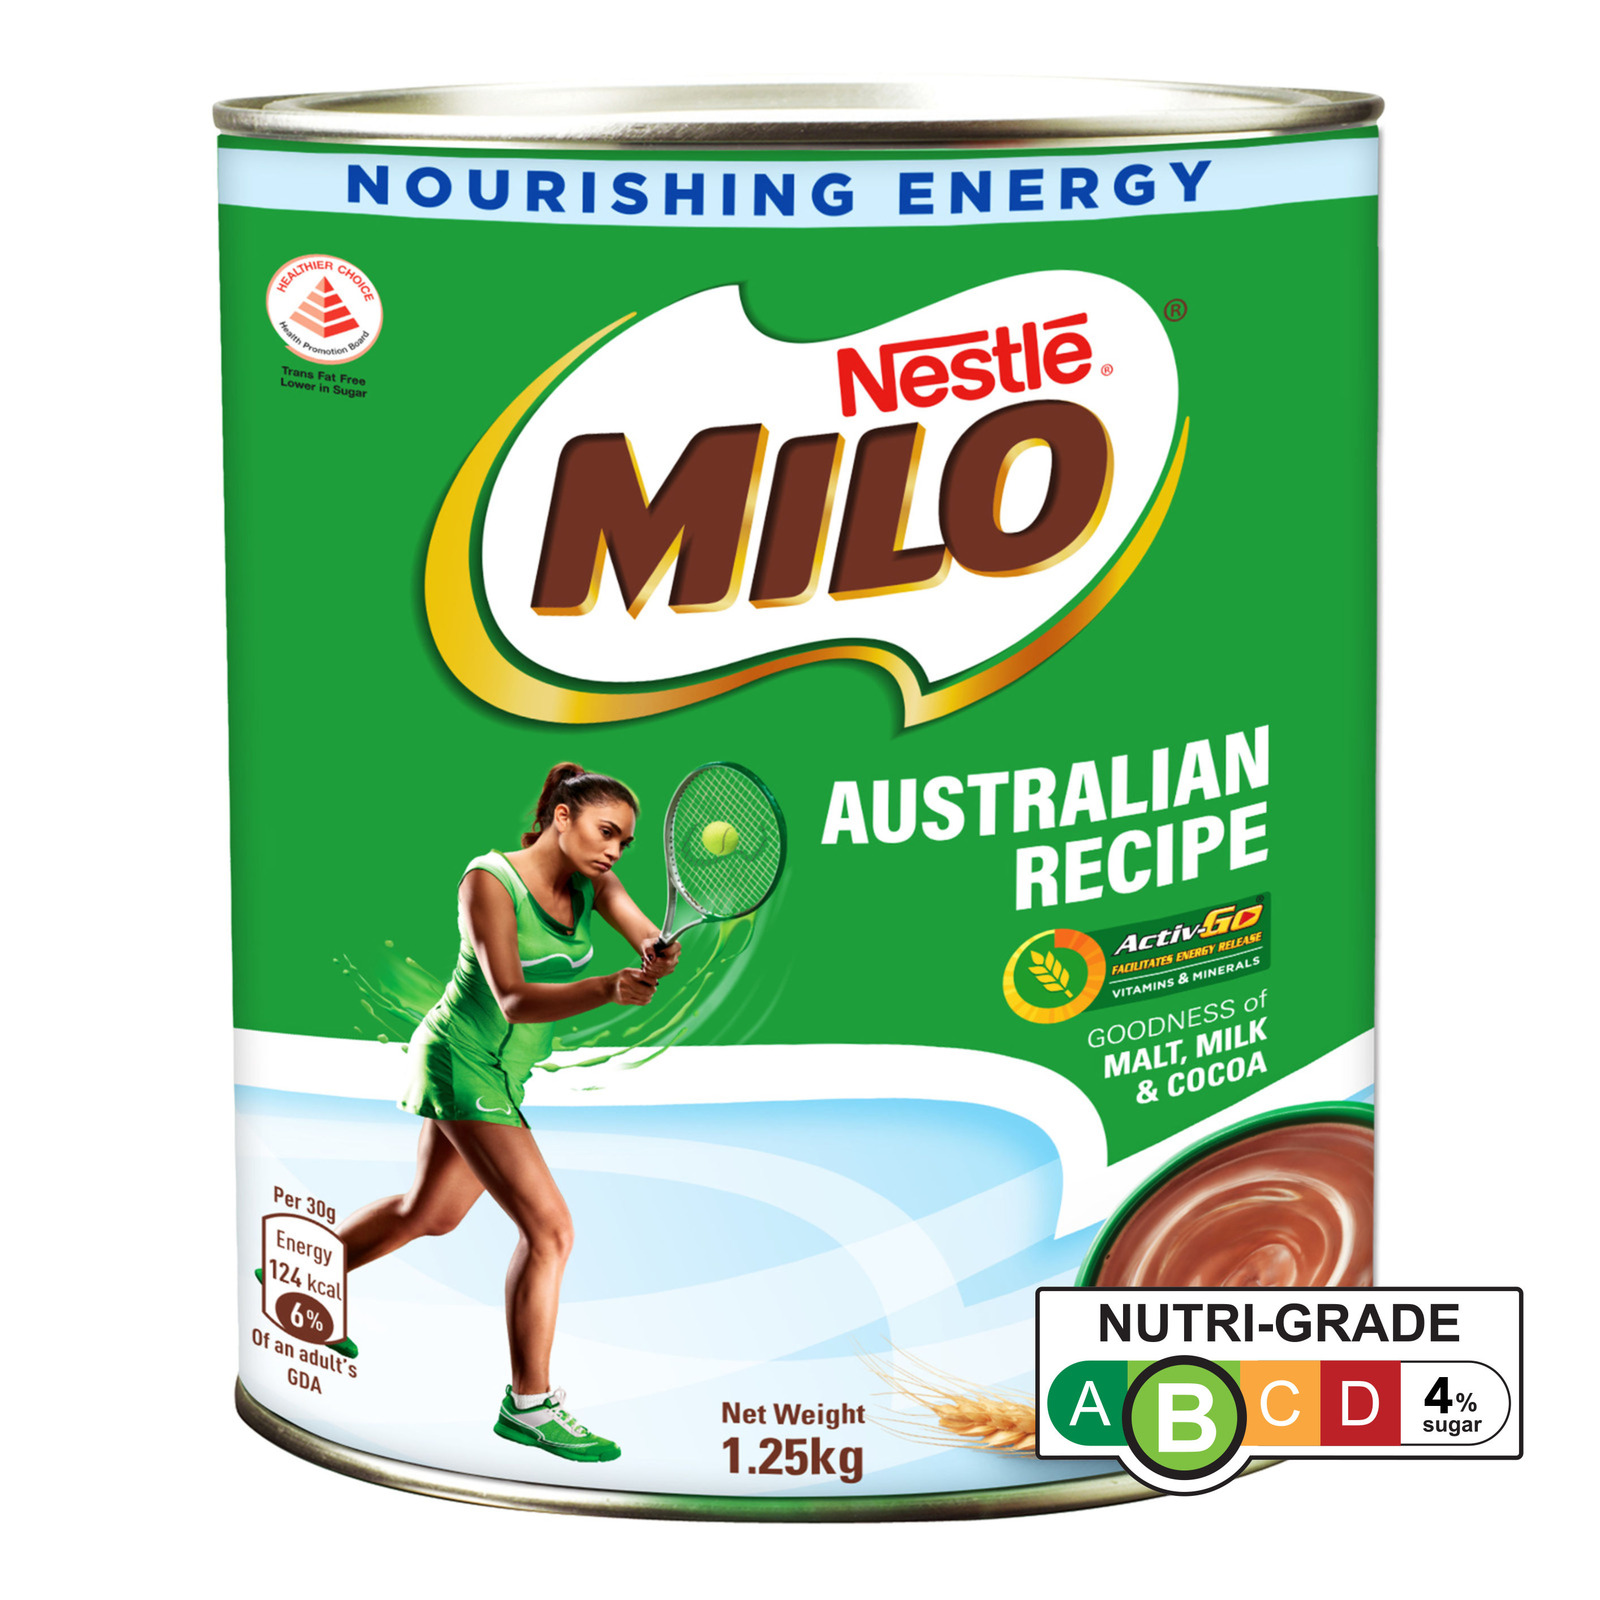 NOURISHING ENERGY
HEALTHIER CHOICE
Health Promotion Board
Trans Fat Free
Lower in Sugar
Nestlé®
MILO®
AUSTRALIAN
RECIPE
Activ-Go®
FACILITATES ENERGY RELEASE
VITAMINS & MINERALS
GOODNESS of
MALT, MILK
& COCOA
Per 30g
Energy
124 kcal
6%
Of an adult's
GDA
Net Weight
1.25kg
NUTRI-GRADE
A B C D 4% sugar